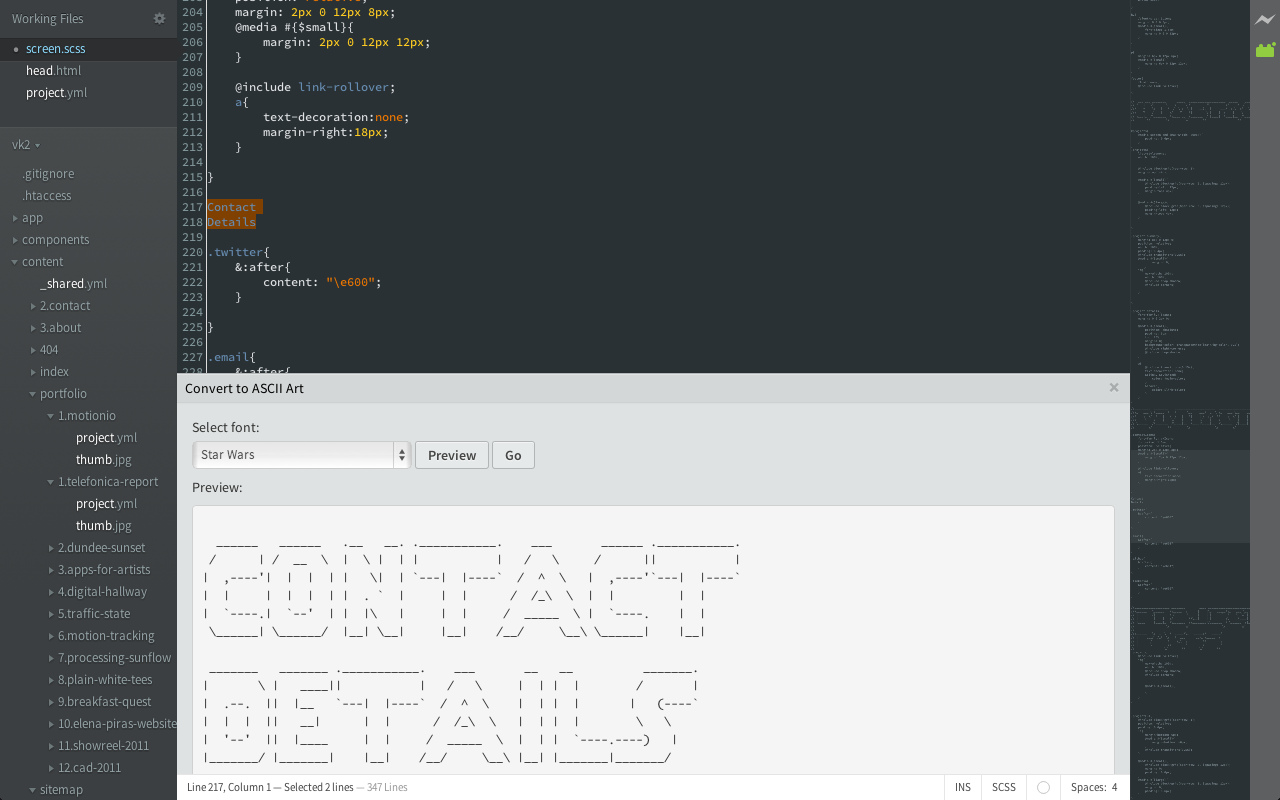 Working Files
screen.scss
head.html
project.yml
vk2
.gitignore
.htaccess
app
components
content
_shared.yml
2.contact
3.about
404
index
portfolio
1.motionio
project.yml
thumb.jpg
1.telefonica-report
project.yml
thumb.jpg
2.dundee-sunset
3.apps-for-artists
4.digital-hallway
5.traffic-state
6.motion-tracking
7.processing-sunflow
8.plain-white-tees
9.breakfast-quest
10.elena-piras-website
11.showreel-2011
12.cad-2011
sitemap
204 margin: 2px 0 12px 8px;
205 @media #{$small}{
206 margin: 2px 0 12px 12px;
207 }
208
209 @include link-rollover;
210 a{
211 text-decoration:none;
212 margin-right:18px;
213 }
214
215 }
216
217 Contact
218 Details
219
220 .twitter{
221 &:after{
222 content: "\e600";
223 }
224
225 }
226
227 .email{
228 &:after{
Convert to ASCII Art
×
Select font:
Star Wars
Preview
Go
Preview:
CONTACT
DETAILS
Line 217, Column 1 — Selected 2 lines — 347 Lines
INS
SCSS
Spaces: 4